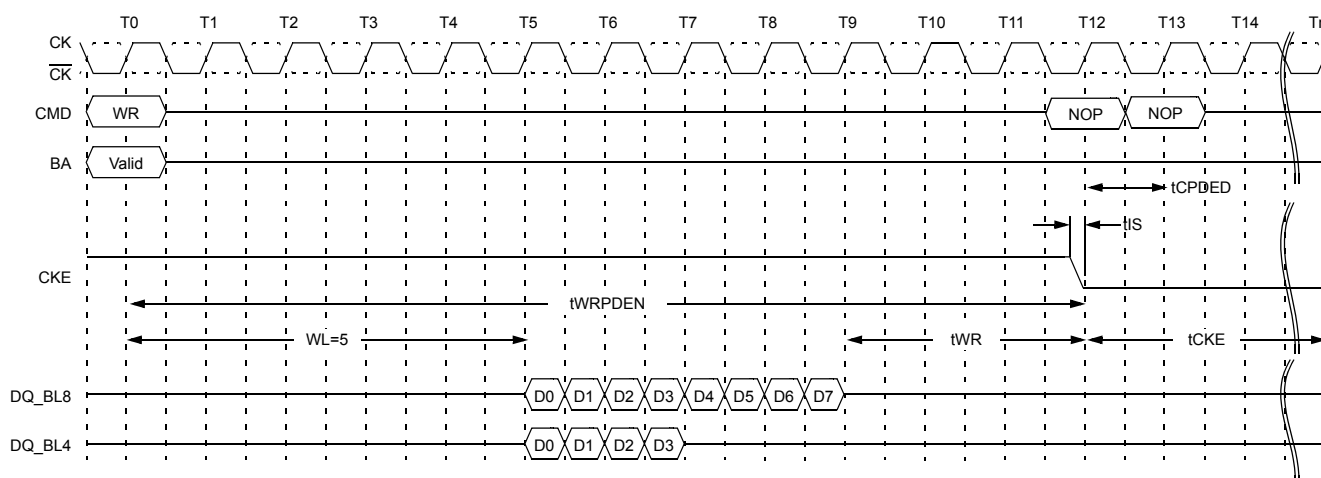 T0 T1 T2 T3 T4 T5 T6 T7 T8 T9 T10 T11 T12 T13 T14
CK
CK
CMD WR NOP NOP
BA Valid
tCPDED
tIS
CKE
tWRPDEN
WL=5 tWR tCKE
DQ_BL8 D0 D1 D2 D3 D4 D5 D6 D7
DQ_BL4 D0 D1 D2 D3